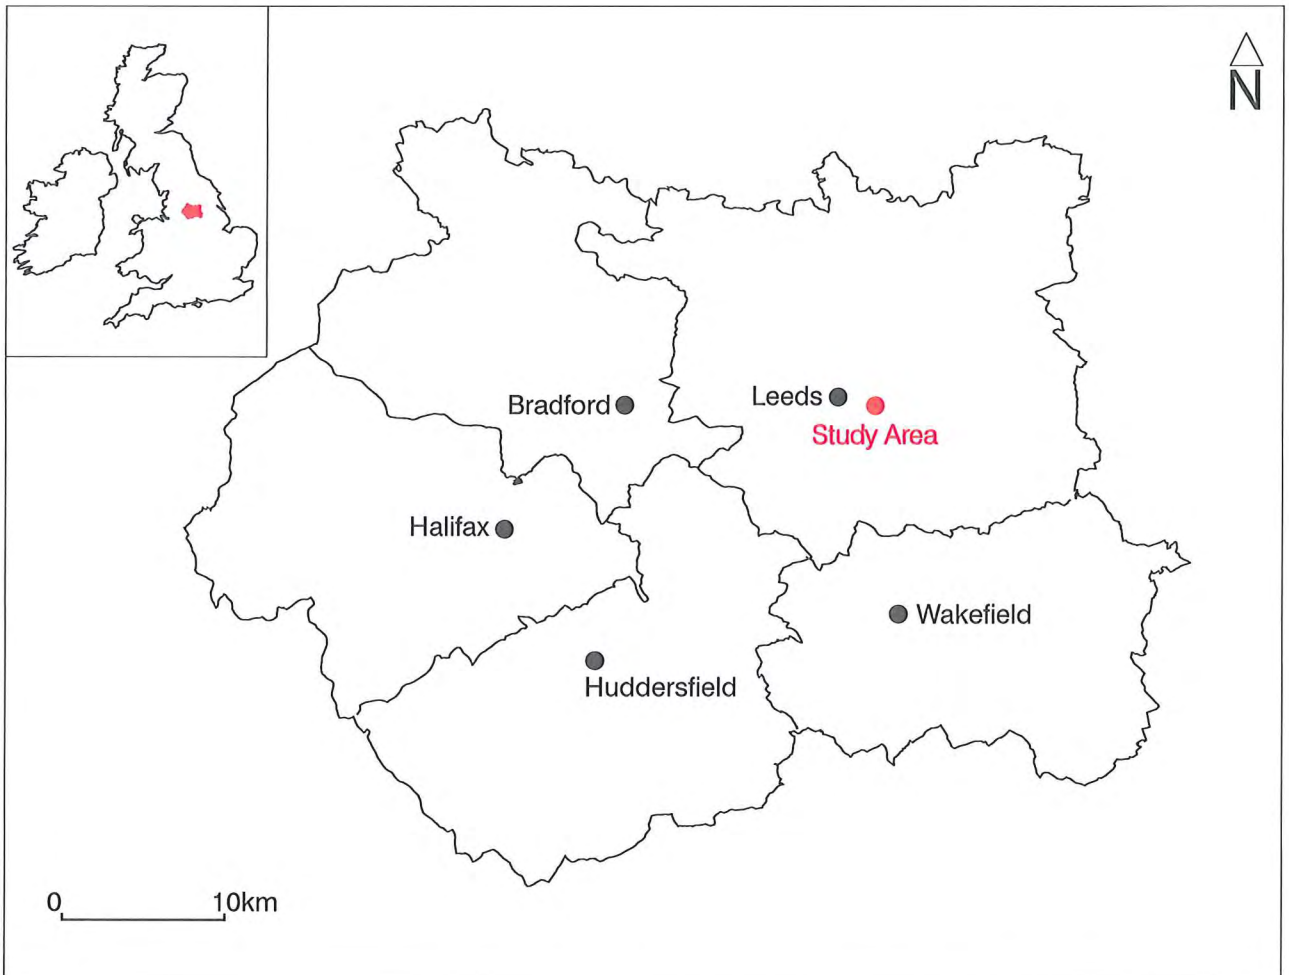 N
Leeds
Bradford
Study Area
Halifax
Wakefield
Huddersfield
0 10km